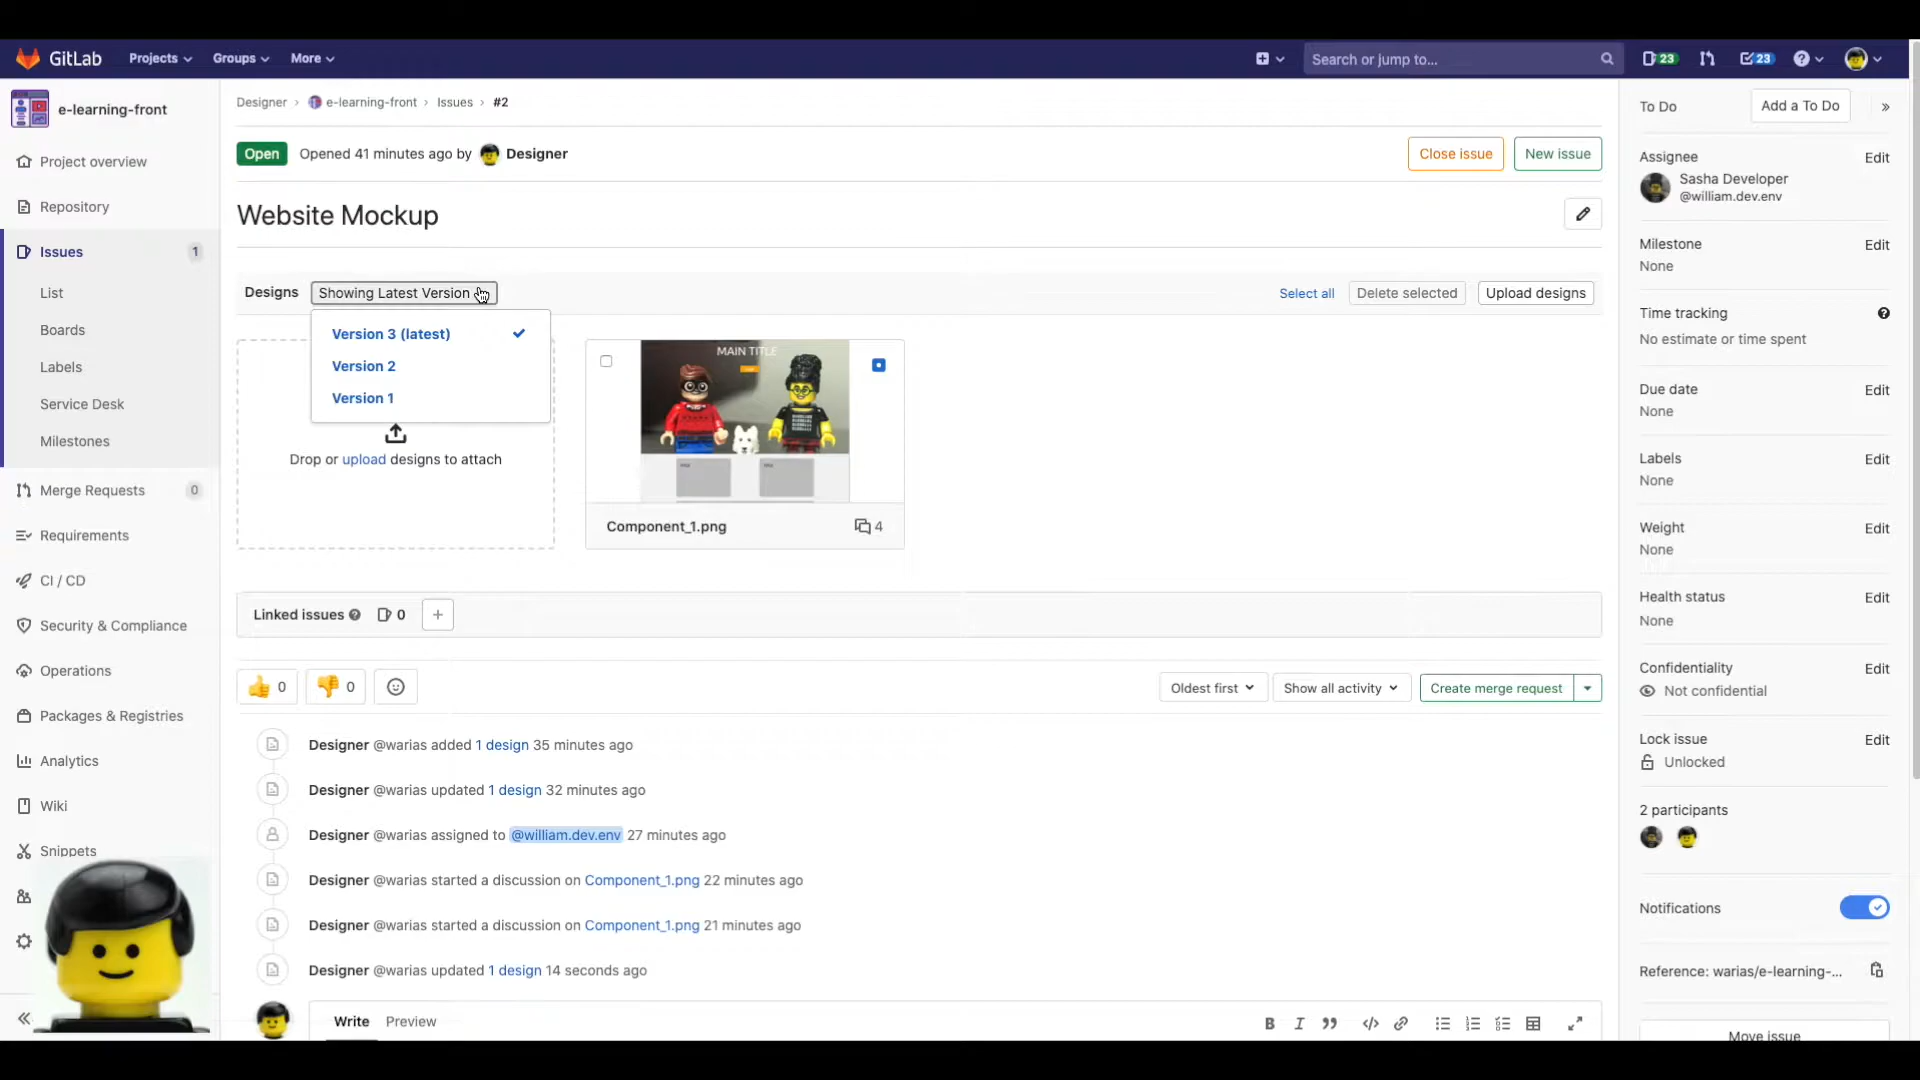 GitLab Projects Groups More Search or jump to... 23 23
e-learning-front
Project overview
Repository
Issues 1
List
Boards
Labels
Service Desk
Milestones
Merge Requests 0
Requirements
CI / CD
Security & Compliance
Operations
Packages & Registries
Analytics
Wiki
Snippets
Designer › e-learning-front › Issues › #2
Open Opened 41 minutes ago by Designer Close issue New issue
Website Mockup
Designs Showing Latest Version Select all Delete selected Upload designs
Version 3 (latest)
Version 2
Version 1
Drop or upload designs to attach
MAIN TITLE
Component_1.png 4
Linked issues 0
0 0 Oldest first Show all activity Create merge request
Designer @warias added 1 design 35 minutes ago
Designer @warias updated 1 design 32 minutes ago
Designer @warias assigned to @william.dev.env 27 minutes ago
Designer @warias started a discussion on Component_1.png 22 minutes ago
Designer @warias started a discussion on Component_1.png 21 minutes ago
Designer @warias updated 1 design 14 seconds ago
Write Preview
To Do Add a To Do
Assignee Edit
Sasha Developer
@william.dev.env
Milestone Edit
None
Time tracking
No estimate or time spent
Due date Edit
None
Labels Edit
None
Weight Edit
None
Health status Edit
None
Confidentiality Edit
Not confidential
Lock issue Edit
Unlocked
2 participants
Notifications
Reference: warias/e-learning-...
Move issue